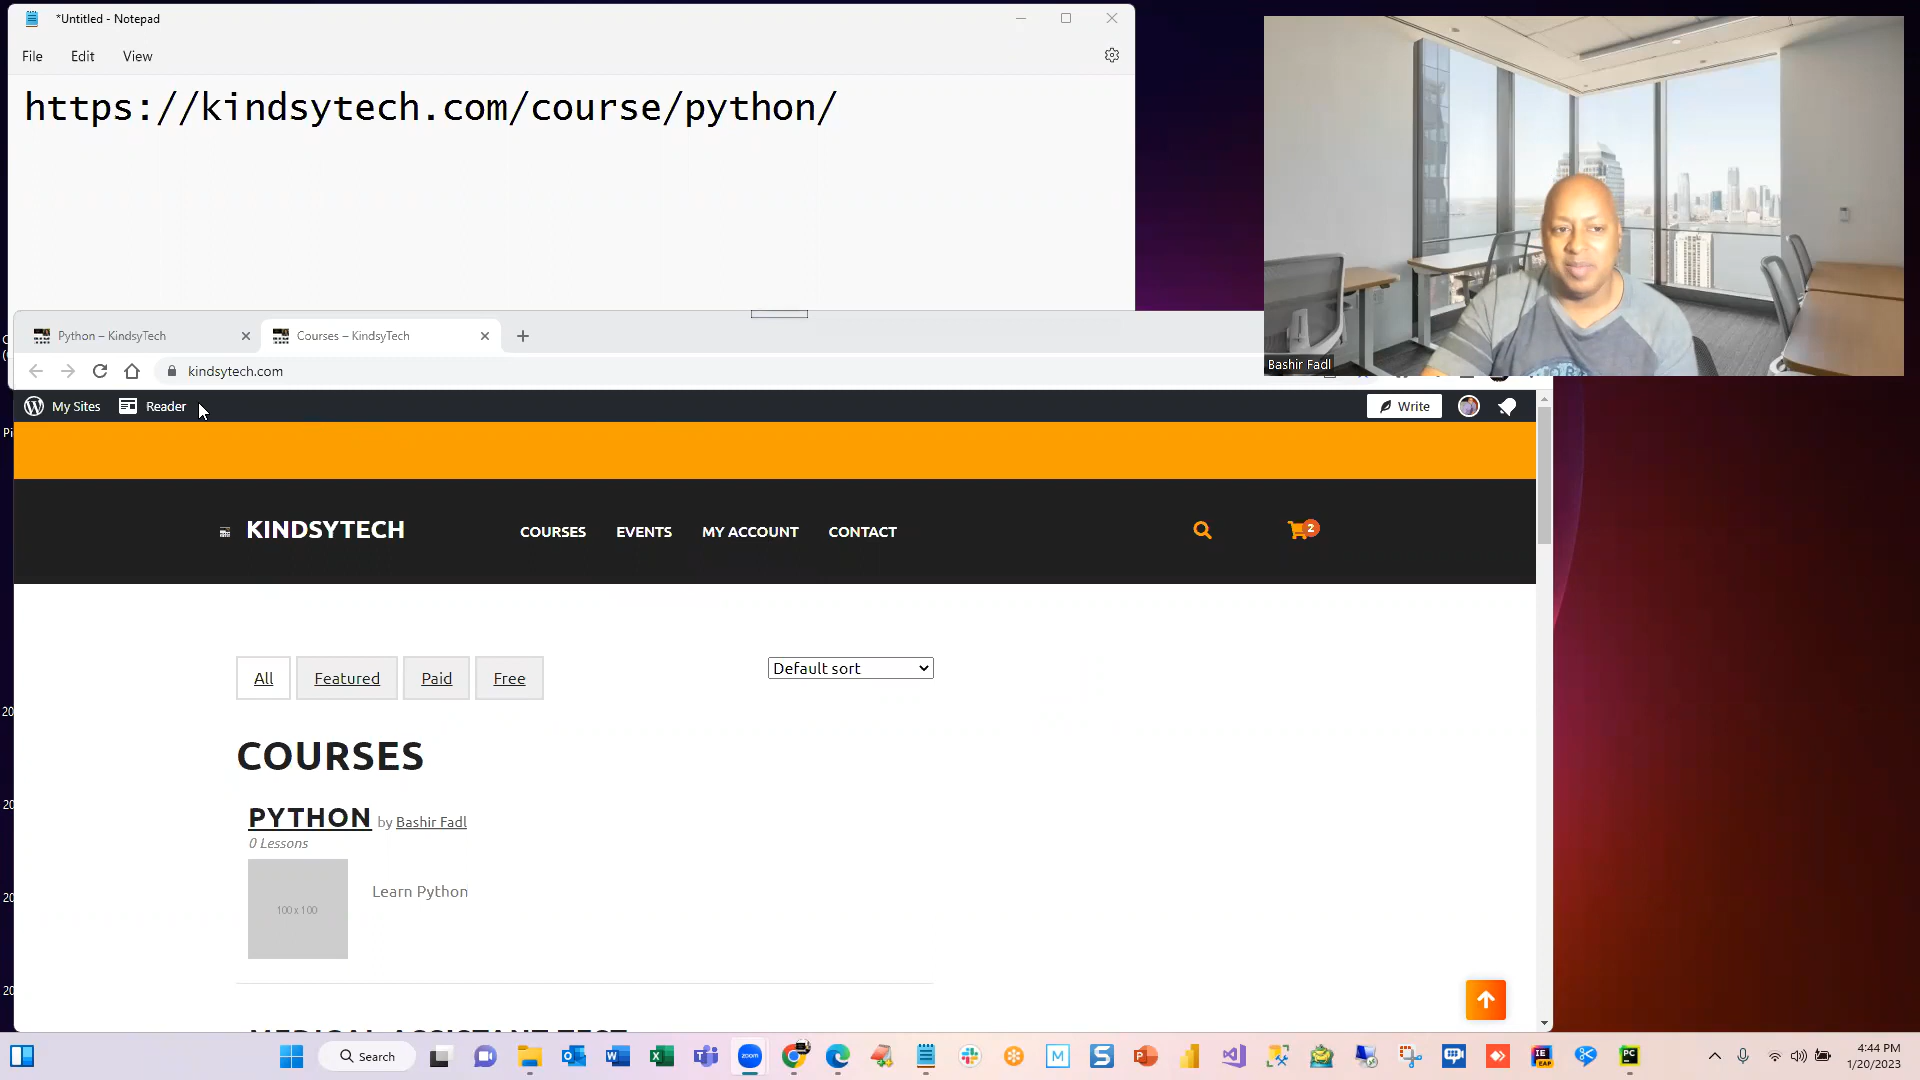 *Untitled - Notepad
File Edit View
https://kindsytech.com/course/python/
Bashir Fadl
Python – KindsyTech
Courses – KindsyTech
kindsytech.com
My Sites Reader
Write
KINDSYTECH
COURSES EVENTS MY ACCOUNT CONTACT
2
All Featured Paid Free
Default sort
COURSES
PYTHON by Bashir Fadl
0 Lessons
100 x 100
Learn Python
Search
zoom
4:44 PM
1/20/2023